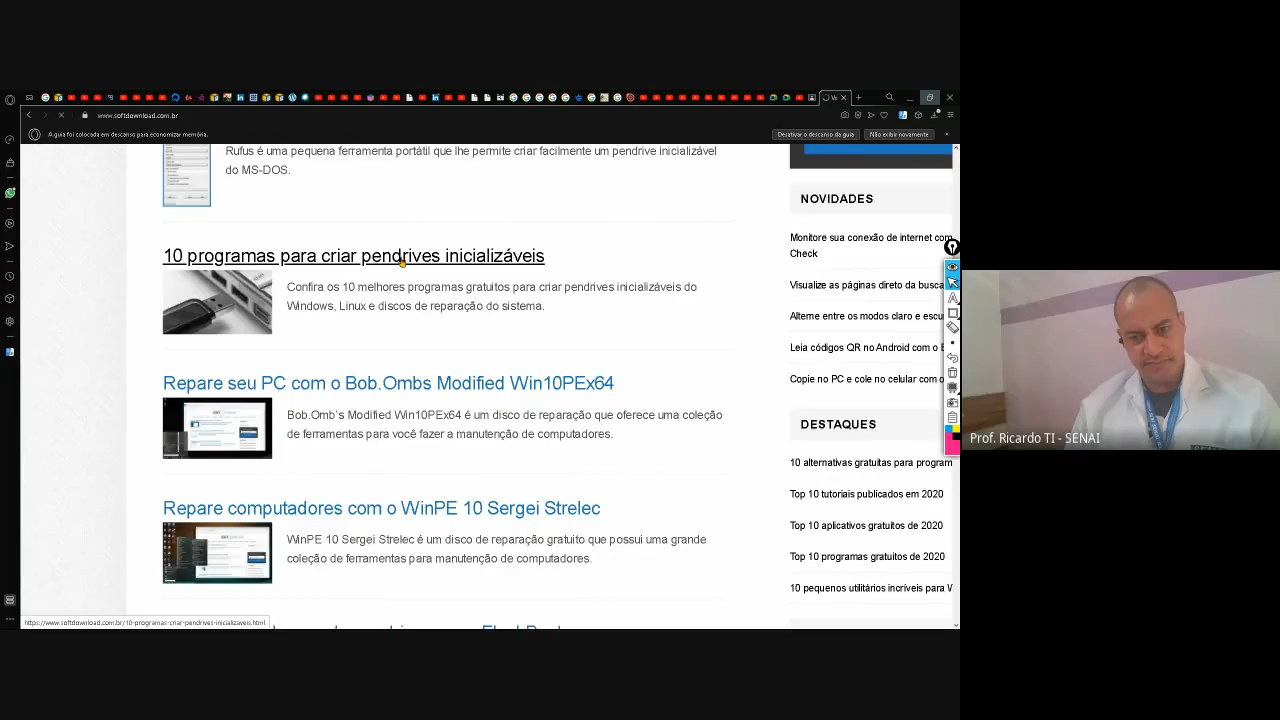 www.softdownload.com.br
A guia foi colocada em descanso para economizar memória.
Desativar o descanso da guia
Não exibir novamente
Rufus é uma pequena ferramenta portátil que lhe permite criar facilmente um pendrive inicializável
do MS-DOS.
10 programas para criar pendrives inicializáveis
Confira os 10 melhores programas gratuitos para criar pendrives inicializáveis do
Windows, Linux e discos de reparação do sistema.
Repare seu PC com o Bob.Ombs Modified Win10PEx64
Bob.Omb's Modified Win10PEx64 é um disco de reparação que oferece uma coleção
de ferramentas para você fazer a manutenção de computadores.
Repare computadores com o WinPE 10 Sergei Strelec
WinPE 10 Sergei Strelec é um disco de reparação gratuito que possui uma grande
coleção de ferramentas para manutenção de computadores.
https://www.softdownload.com.br/10-programas-criar-pendrives-inicializaveis.html
NOVIDADES
Monitore sua conexão de internet com
Check
Visualize as páginas direto da busca
Alterne entre os modos claro e escu
Leia códigos QR no Android com o
Copie no PC e cole no celular com o
DESTAQUES
10 alternativas gratuitas para program
Top 10 tutoriais publicados em 2020
Top 10 aplicativos gratuitos de 2020
Top 10 programas gratuitos de 2020
10 pequenos utilitários incríveis para W
Prof. Ricardo TI - SENAI